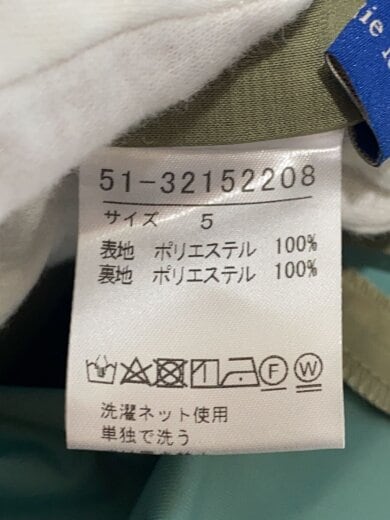 51-32152208
サイズ 5
表地 ポリエステル 100%
裏地 ポリエステル 100%
F W
洗濯ネット使用
単独で洗う